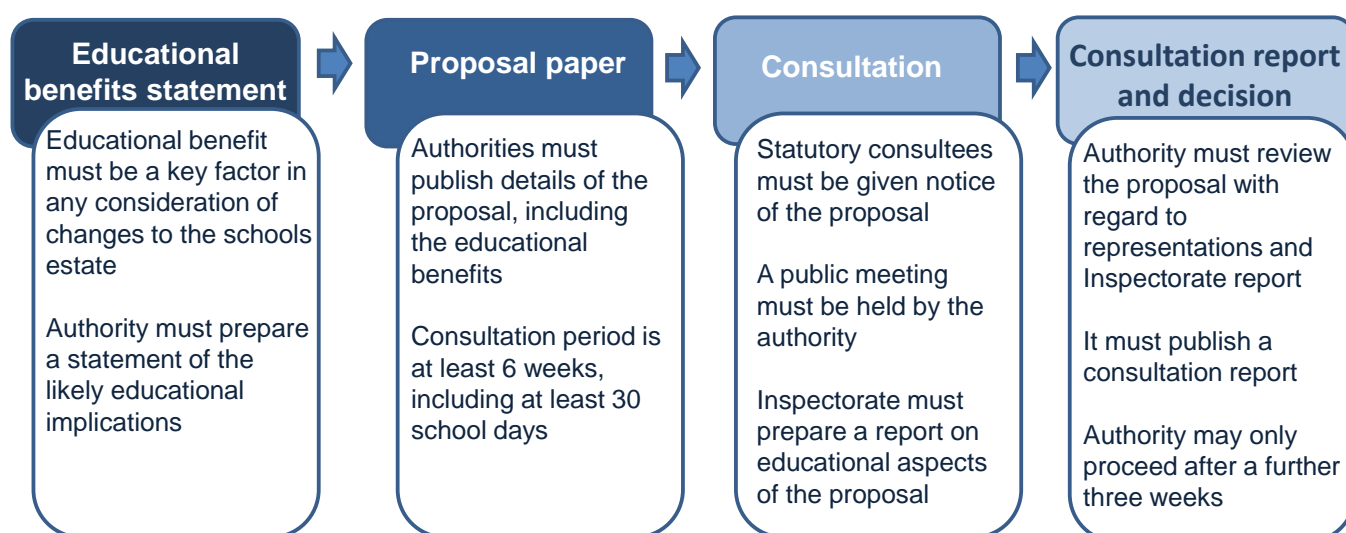 Educational
benefits statement
Educational benefit
must be a key factor in
any consideration of
changes to the schools
estate
Authority must prepare
a statement of the
likely educational
implications
Proposal paper
Authorities must
publish details of the
proposal, including
the educational
benefits
Consultation period is
at least 6 weeks,
including at least 30
school days
Consultation
Statutory consultees
must be given notice
of the proposal
A public meeting
must be held by the
authority
Inspectorate must
prepare a report on
educational aspects
of the proposal
Consultation report
and decision
Authority must review
the proposal with
regard to
representations and
Inspectorate report
It must publish a
consultation report
Authority may only
proceed after a further
three weeks